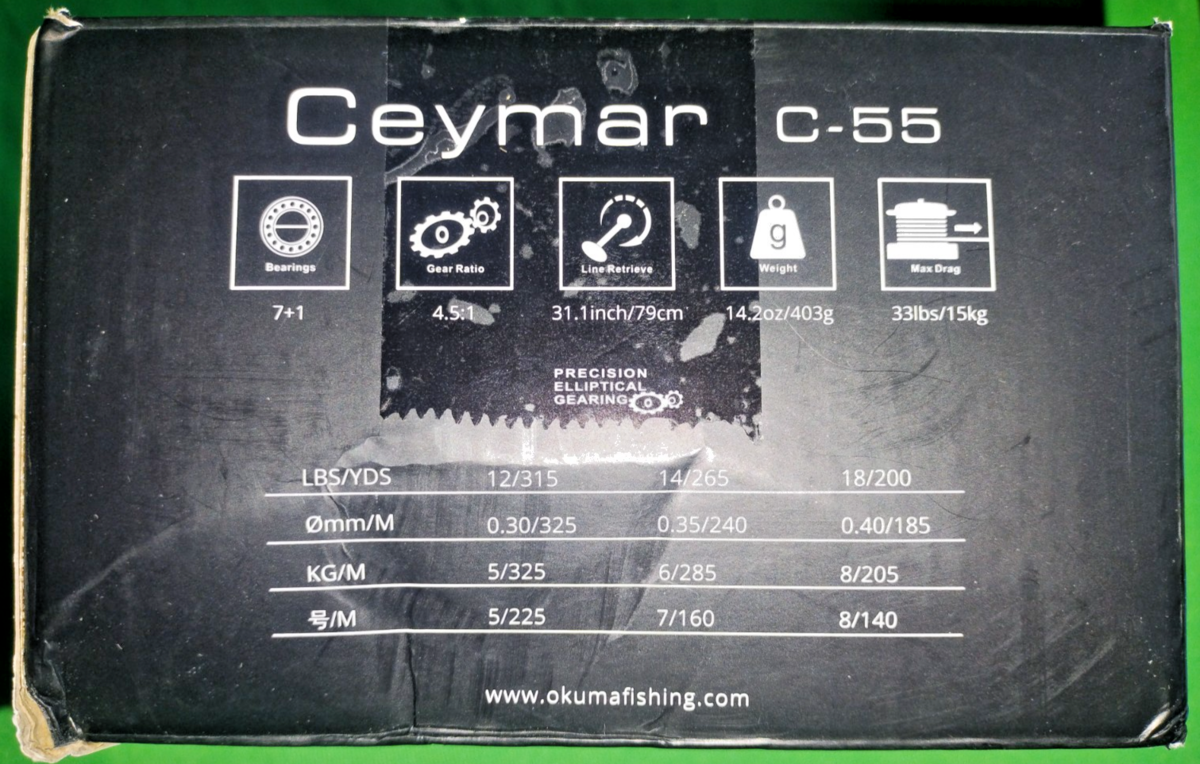 Ceymar C-55
Bearings Gear Ratio Line Retrieve g Weight Max Drag
7+1 4.5:1 31.1inch/79cm 14.2oz/403g 33lbs/15kg
PRECISION
ELLIPTICAL
GEARING
LBS/YDS 12/315 14/265 18/200
Ømm/M 0.30/325 0.35/240 0.40/185
KG/M 5/325 6/285 8/205
号/M 5/225 7/160 8/140
www.okumafishing.com